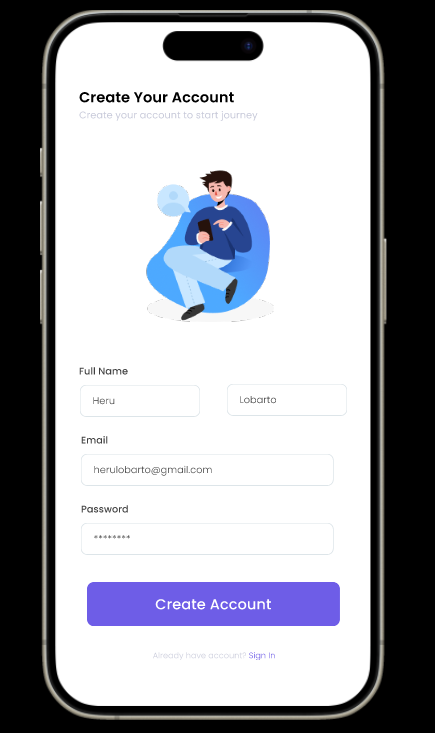 Create Your Account
Create your account to start journey
Full Name
Heru Lobarto
Email
herulobarto@gmail.com
Password
********
Create Account
Already have account? Sign In